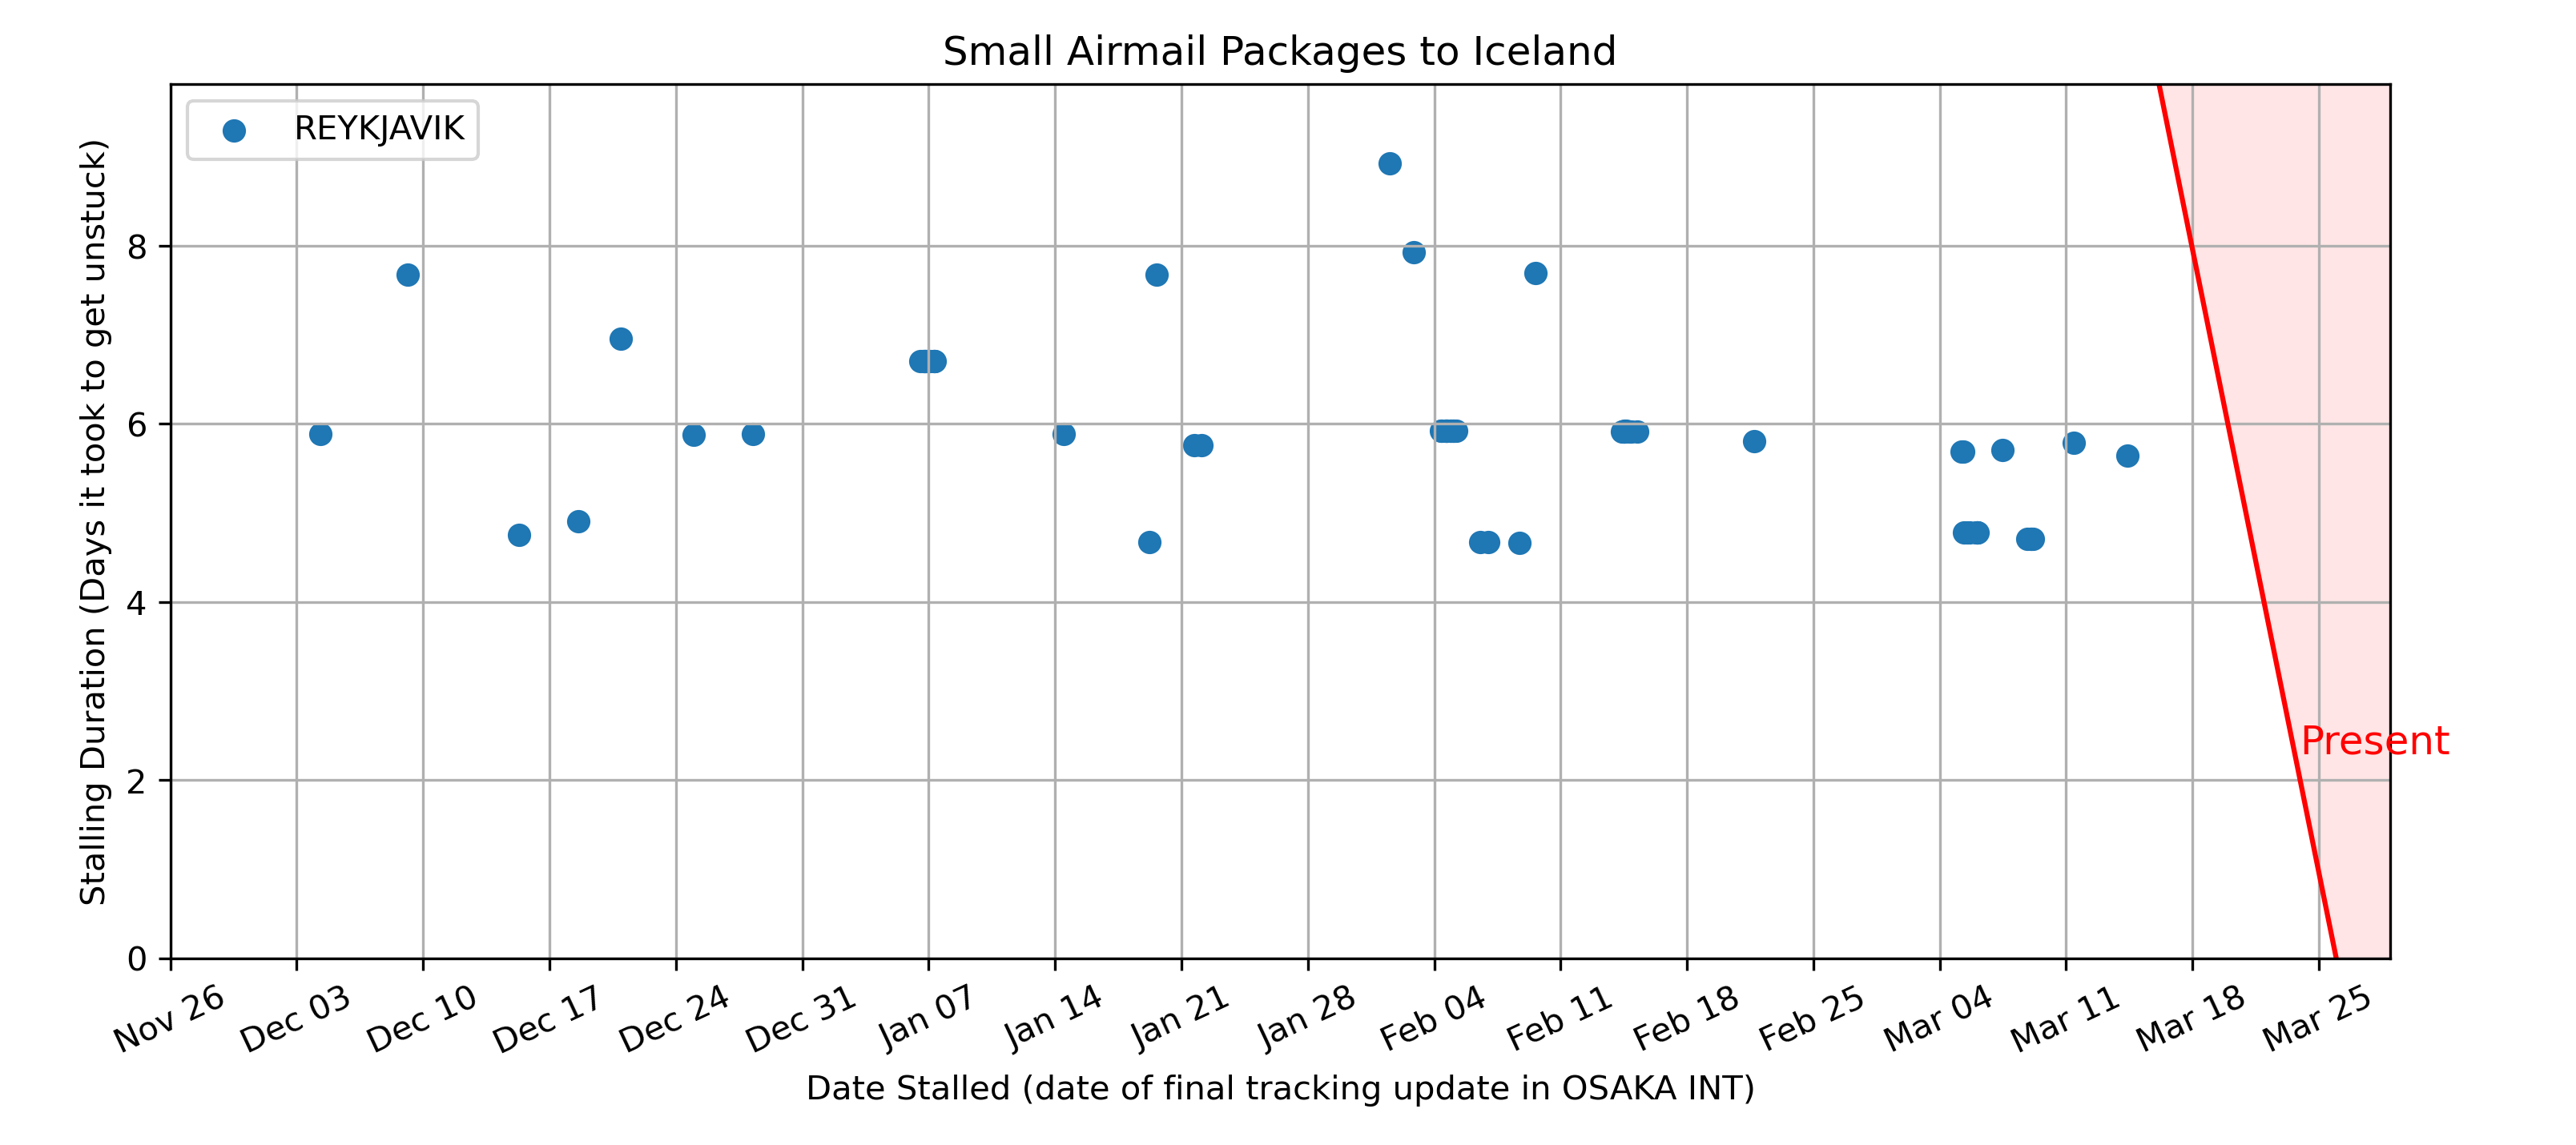 Small Airmail Packages to Iceland
REYKJAVIK
Stalling Duration (Days it took to get unstuck)
8
6
4
2
0
Present
Nov 26 Dec 03 Dec 10 Dec 17 Dec 24 Dec 31 Jan 07 Jan 14 Jan 21 Jan 28 Feb 04 Feb 11 Feb 18 Feb 25 Mar 04 Mar 11 Mar 18 Mar 25
Date Stalled (date of final tracking update in OSAKA INT)